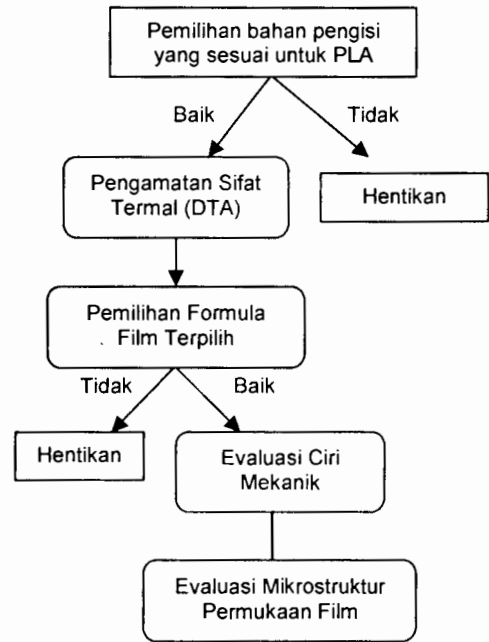 Pemilihan bahan pengisi
yang sesuai untuk PLA
Baik
Tidak
Pengamatan Sifat
Termal (DTA)
Hentikan
Pemilihan Formula
Film Terpilih
Tidak
Baik
Hentikan
Evaluasi Ciri
Mekanik
Evaluasi Mikrostruktur
Permukaan Film